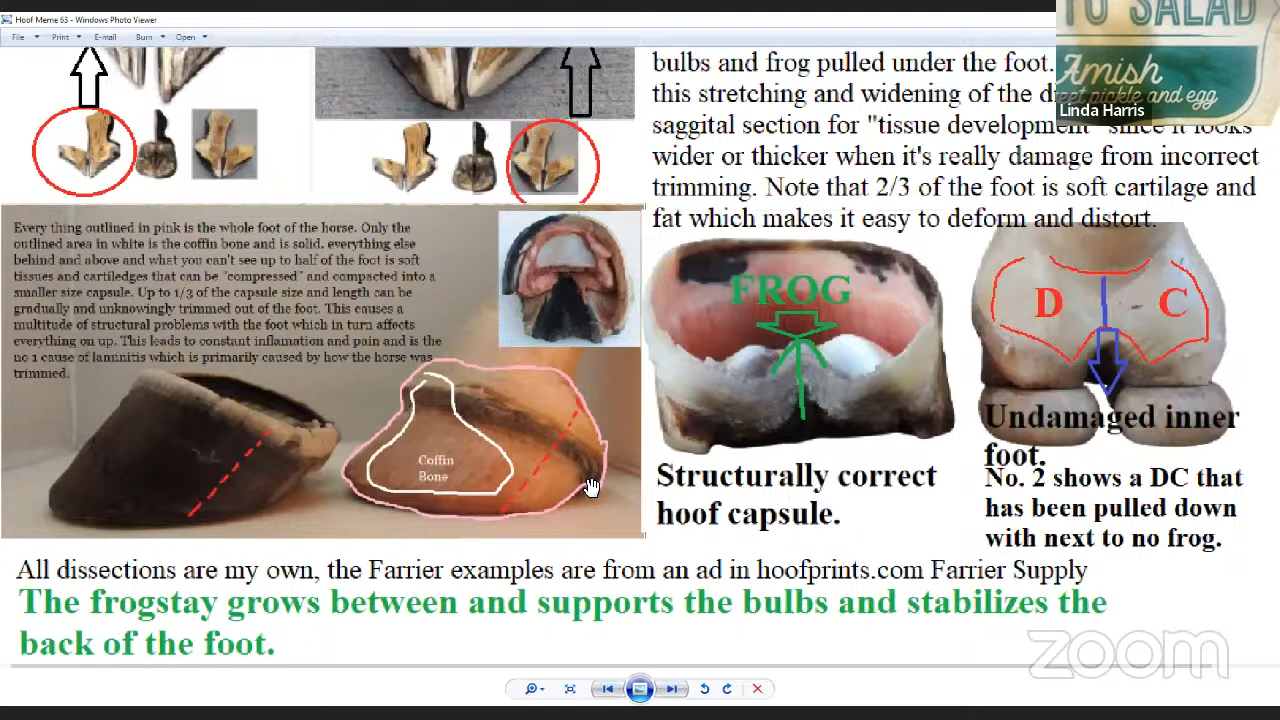 Hoof Meme 63 - Windows Photo Viewer
File Print E-mail Burn Open
TO SALAD
Amish
sweet pickle and egg
Linda Harris
bulbs and frog pulled under the foot.
this stretching and widening of the
saggital section for "tissue development" since it looks
wider or thicker when it's really damage from incorrect
trimming. Note that 2/3 of the foot is soft cartilage and
fat which makes it easy to deform and distort.
Every thing outlined in pink is the whole foot of the horse. Only the
outlined area in white is the coffin bone and is solid, everything else
behind and above and what you can't see up to half of the foot is soft
tissues and cartiledges that can be "compressed" and compacted into a
smaller size capsule. Up to 1/3 of the capsule size and length can be
gradually and unknowingly trimmed out of the foot. This causes a
multitude of structural problems with the foot which in turn affects
everything on up. This leads to constant inflamation and pain and is the
no 1 cause of laminitis which is primarily caused by how the horse was
trimmed.
Coffin
Bone
FROG
D C
Structurally correct
hoof capsule.
Undamaged inner
foot.
No. 2 shows a DC that
has been pulled down
with next to no frog.
All dissections are my own, the Farrier examples are from an ad in hoofprints.com Farrier Supply
The frogstay grows between and supports the bulbs and stabilizes the
back of the foot.
zoom